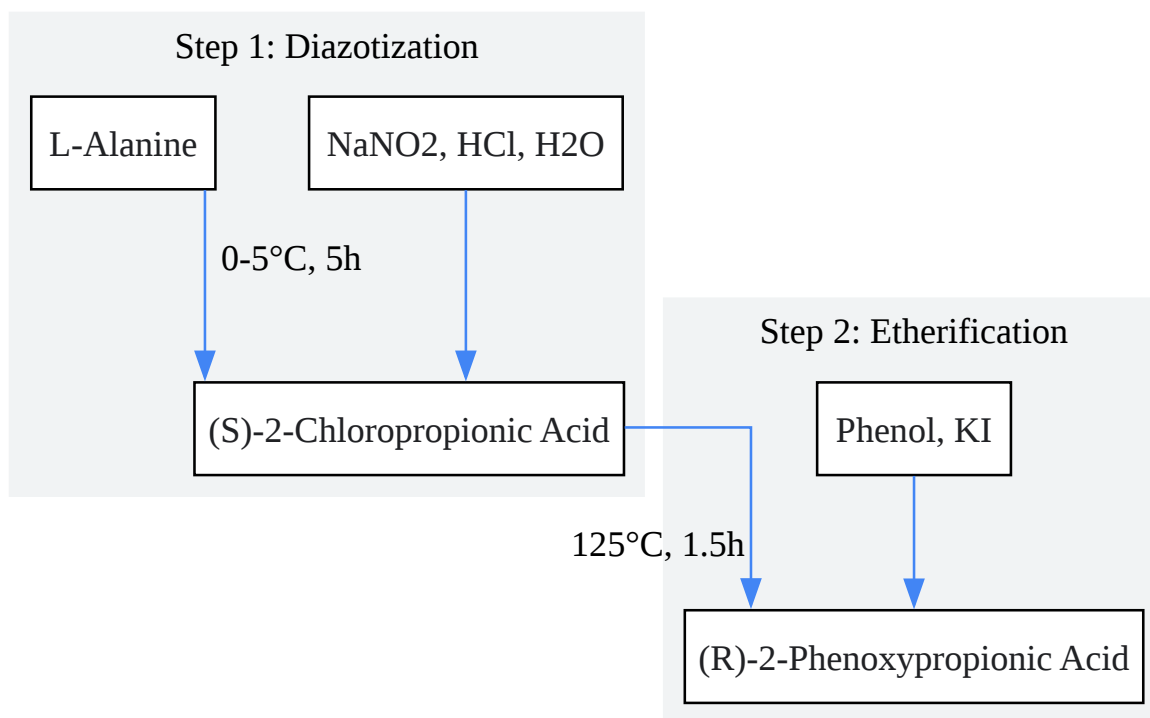 Step 1: Diazotization
L-Alanine
NaNO2, HCl, H2O
0-5°C, 5h
(S)-2-Chloropropionic Acid
Step 2: Etherification
Phenol, KI
125°C, 1.5h
(R)-2-Phenoxypropionic Acid